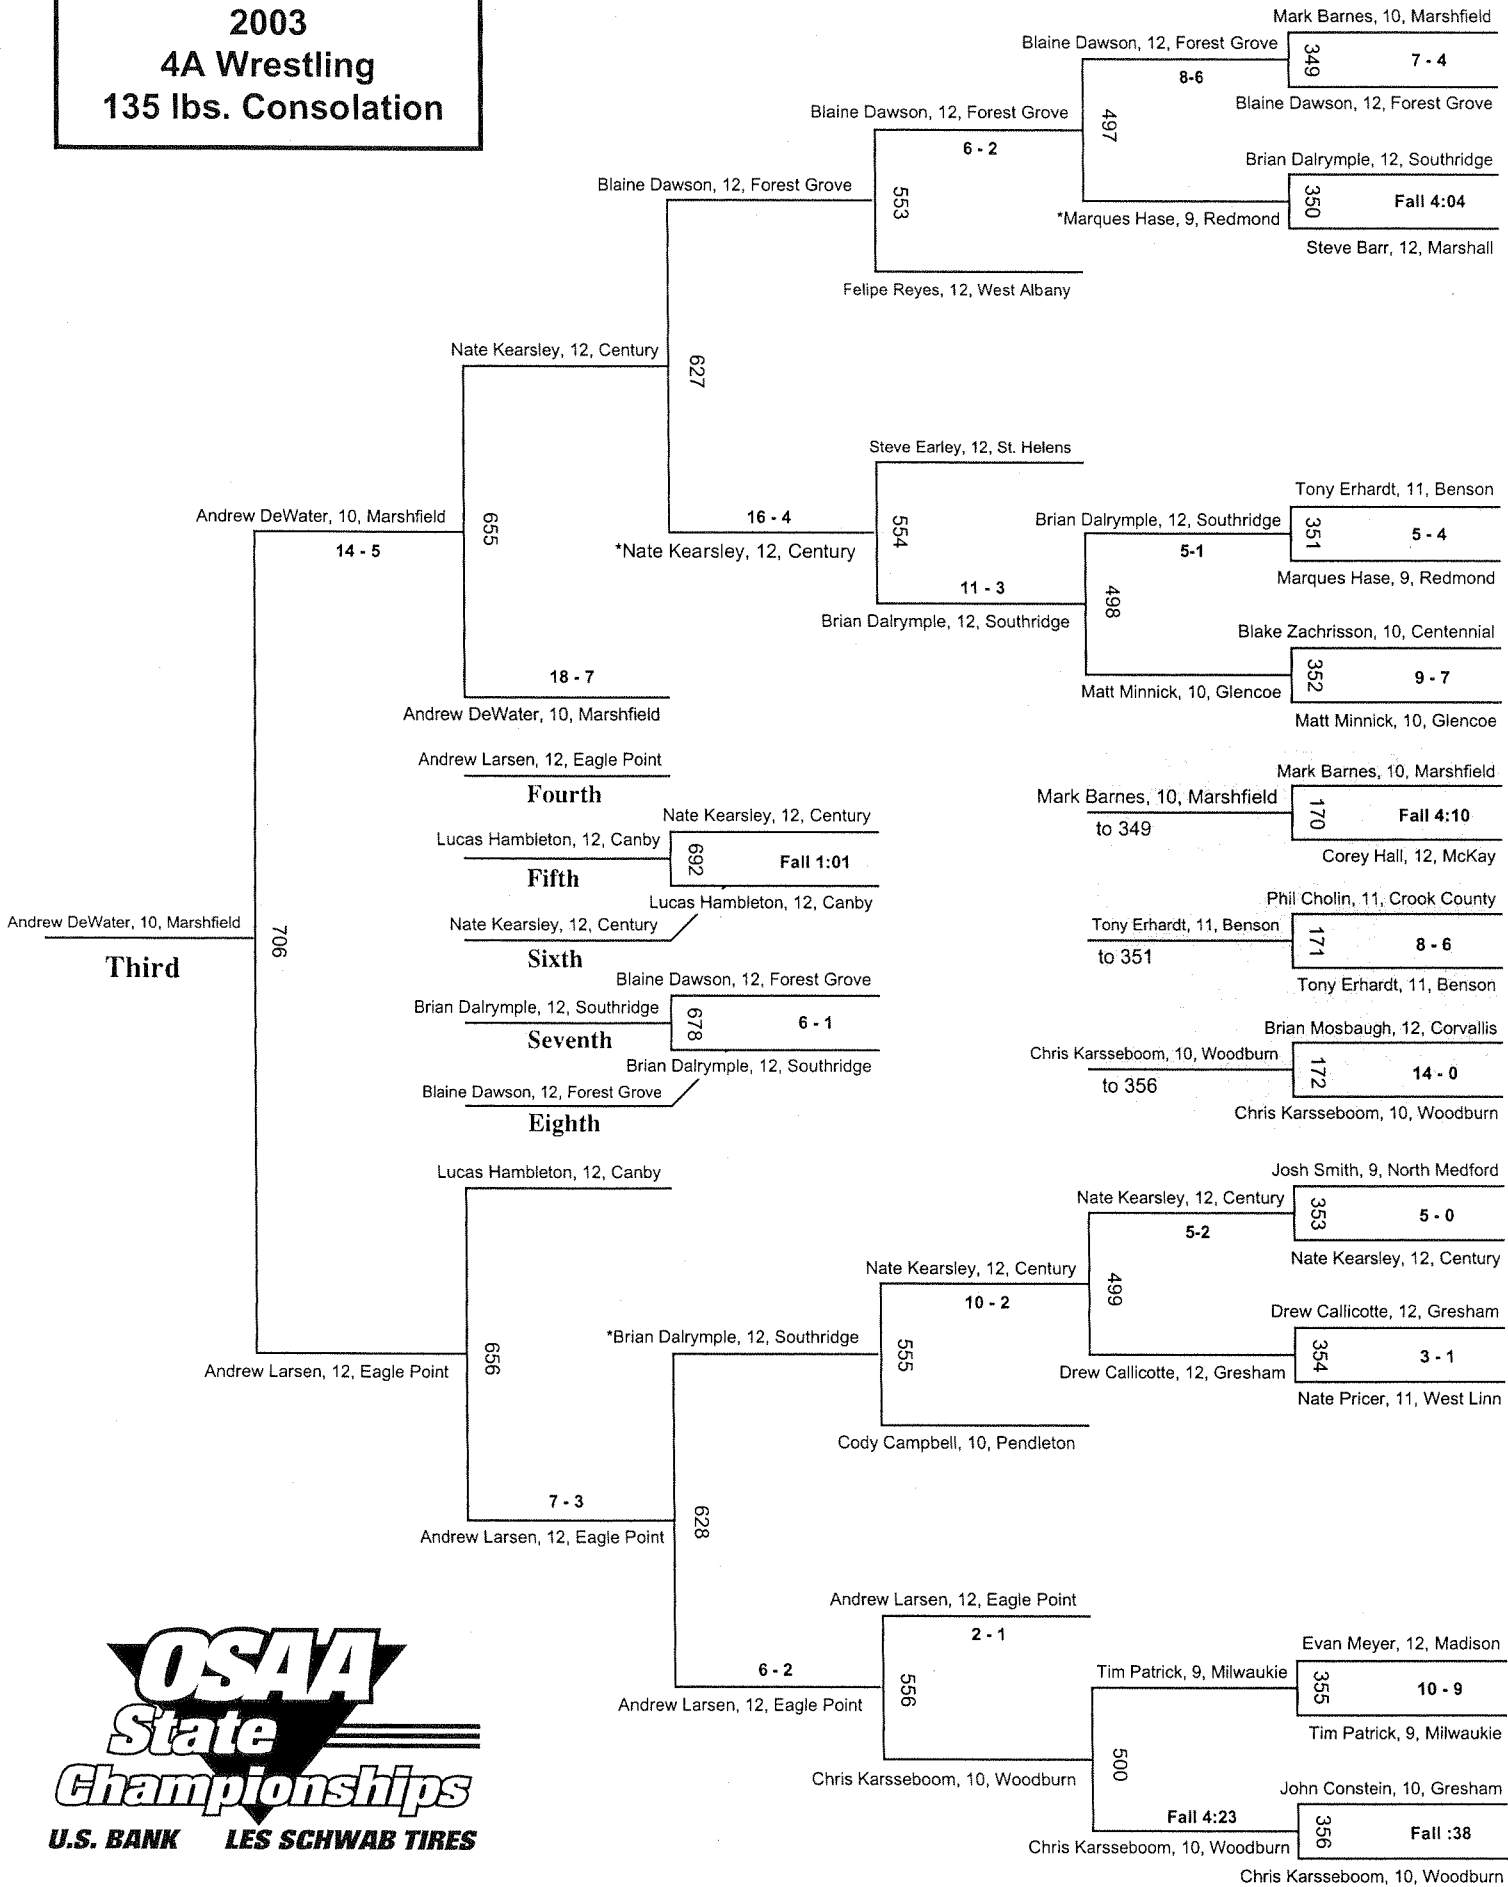 2003
4A Wrestling
135 lbs. Consolation
Mark Barnes, 10, Marshfield
Blaine Dawson, 12, Forest Grove
349
7 - 4
8-6
Blaine Dawson, 12, Forest Grove
Blaine Dawson, 12, Forest Grove
497
6 - 2
Brian Dalrymple, 12, Southridge
Blaine Dawson, 12, Forest Grove
553
350
Fall 4:04
*Marques Hase, 9, Redmond
Steve Barr, 12, Marshall
Felipe Reyes, 12, West Albany
Nate Kearsley, 12, Century
627
Steve Earley, 12, St. Helens
Tony Erhardt, 11, Benson
Andrew DeWater, 10, Marshfield
655
16 - 4
554
Brian Dalrymple, 12, Southridge
351
5 - 4
14 - 5
*Nate Kearsley, 12, Century
5-1
Marques Hase, 9, Redmond
11 - 3
498
Brian Dalrymple, 12, Southridge
Blake Zachrisson, 10, Centennial
18 - 7
352
9 - 7
Matt Minnick, 10, Glencoe
Andrew DeWater, 10, Marshfield
Matt Minnick, 10, Glencoe
Andrew Larsen, 12, Eagle Point
Fourth
Mark Barnes, 10, Marshfield
Mark Barnes, 10, Marshfield
170
Fall 4:10
to 349
Corey Hall, 12, McKay
Nate Kearsley, 12, Century
Lucas Hambleton, 12, Canby
692
Fall 1:01
Fifth
Lucas Hambleton, 12, Canby
Phil Cholin, 11, Crook County
Nate Kearsley, 12, Century
Tony Erhardt, 11, Benson
171
8 - 6
to 351
Tony Erhardt, 11, Benson
Andrew DeWater, 10, Marshfield
706
Third
Sixth
Blaine Dawson, 12, Forest Grove
Brian Dalrymple, 12, Southridge
678
6 - 1
Seventh
Brian Dalrymple, 12, Southridge
Brian Mosbaugh, 12, Corvallis
Chris Karsseboom, 10, Woodburn
172
14 - 0
to 356
Chris Karsseboom, 10, Woodburn
Blaine Dawson, 12, Forest Grove
Eighth
Lucas Hambleton, 12, Canby
Josh Smith, 9, North Medford
Nate Kearsley, 12, Century
353
5 - 0
5-2
Nate Kearsley, 12, Century
Nate Kearsley, 12, Century
499
10 - 2
Drew Callicotte, 12, Gresham
*Brian Dalrymple, 12, Southridge
555
354
3 - 1
Andrew Larsen, 12, Eagle Point
656
Drew Callicotte, 12, Gresham
Nate Pricer, 11, West Linn
Cody Campbell, 10, Pendleton
7 - 3
628
Andrew Larsen, 12, Eagle Point
Andrew Larsen, 12, Eagle Point
2 - 1
Evan Meyer, 12, Madison
6 - 2
556
Tim Patrick, 9, Milwaukie
355
10 - 9
Andrew Larsen, 12, Eagle Point
Tim Patrick, 9, Milwaukie
500
Chris Karsseboom, 10, Woodburn
John Constein, 10, Gresham
Fall 4:23
356
Fall :38
Chris Karsseboom, 10, Woodburn
Chris Karsseboom, 10, Woodburn
OSAA
State
Championships
U.S. BANK LES SCHWAB TIRES